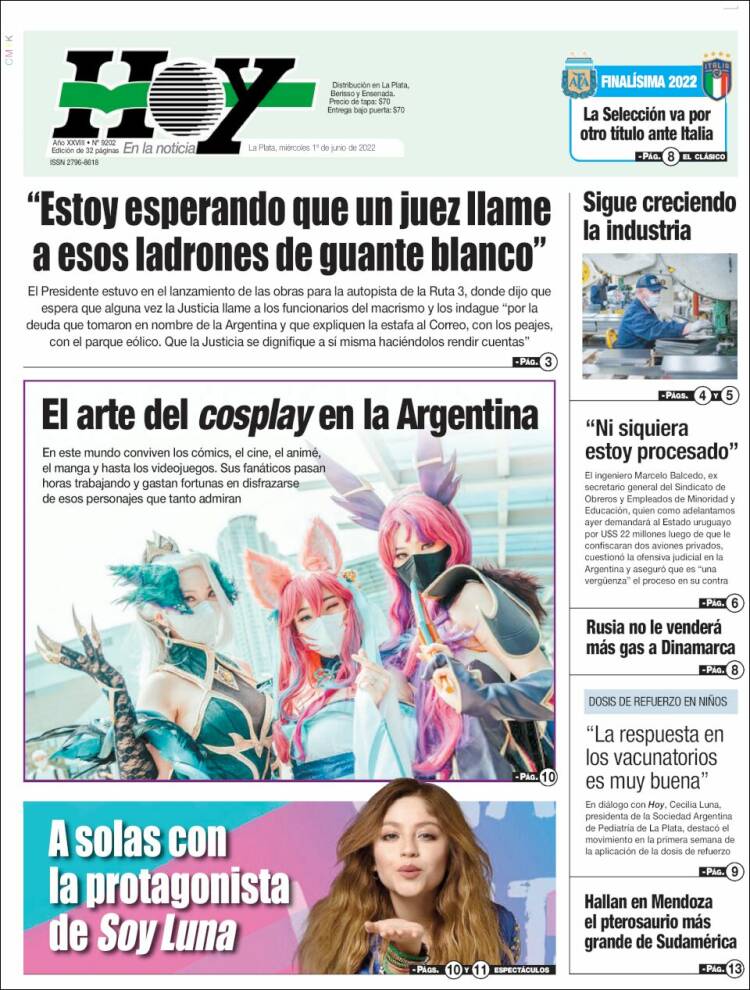 CM K
HOY
En la noticia
Año XXVIII • Nº 9202
Edición de 32 páginas
ISSN 2796-8618
La Plata, miércoles 1º de junio de 2022
Distribución en La Plata,
Berisso y Ensenada.
Precio de tapa: $70
Entrega bajo puerta: $70
AFA
FINALÍSIMA 2022
ITALIA
La Selección va por
otro título ante Italia
-PÁG. 8 EL CLÁSICO
“Estoy esperando que un juez llame
a esos ladrones de guante blanco”
El Presidente estuvo en el lanzamiento de las obras para la autopista de la Ruta 3, donde dijo que
espera que alguna vez la Justicia llame a los funcionarios del macrismo y los indague “por la
deuda que tomaron en nombre de la Argentina y que expliquen la estafa al Correo, con los peajes,
con el parque eólico. Que la Justicia se dignifique a sí misma haciéndolos rendir cuentas”
-PÁG. 3
Sigue creciendo
la industria
-PÁGS. 4 Y 5
El arte del cosplay en la Argentina
En este mundo conviven los cómics, el cine, el animé,
el manga y hasta los videojuegos. Sus fanáticos pasan
horas trabajando y gastan fortunas en disfrazarse
de esos personajes que tanto admiran
-PÁG. 10
“Ni siquiera
estoy procesado”
El ingeniero Marcelo Balcedo, ex
secretario general del Sindicato de
Obreros y Empleados de Minoridad y
Educación, quien como adelantamos
ayer demandará al Estado uruguayo
por U$S 22 millones luego de que le
confiscaran dos aviones privados,
cuestionó la ofensiva judicial en la
Argentina y aseguró que es “una
vergüenza” el proceso en su contra
-PÁG. 6
Rusia no le venderá
más gas a Dinamarca
-PÁG. 8
DOSIS DE REFUERZO EN NIÑOS
“La respuesta en
los vacunatorios
es muy buena”
En diálogo con Hoy, Cecilia Luna,
presidenta de la Sociedad Argentina
de Pediatría de La Plata, destacó el
movimiento en la primera semana de
la aplicación de la dosis de refuerzo
-PÁG. 9
A solas con
la protagonista
de Soy Luna
-PÁGS. 10 Y 11 ESPECTÁCULOS
Hallan en Mendoza
el pterosaurio más
grande de Sudamérica
-PÁG. 13